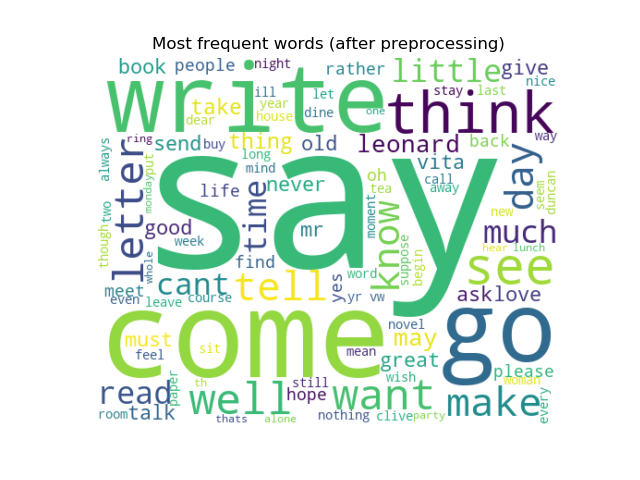 Most frequent words (after preprocessing)
book people night rather little give
write ill let think nice
take year stay last
dear house dine one way
ring letter send buy thing old leonard back day
always long say mind never oh vita call
two put monday life time tea away seem duncan
though good mr moment know new much
week find suppose hear lunch
whole cant tell yes word begin see
meet even leave course yr vw ask love
come must feel sit mean novel may go
great wish please woman
read paper th well still hope want make every
room talk thats alone nothing clive party